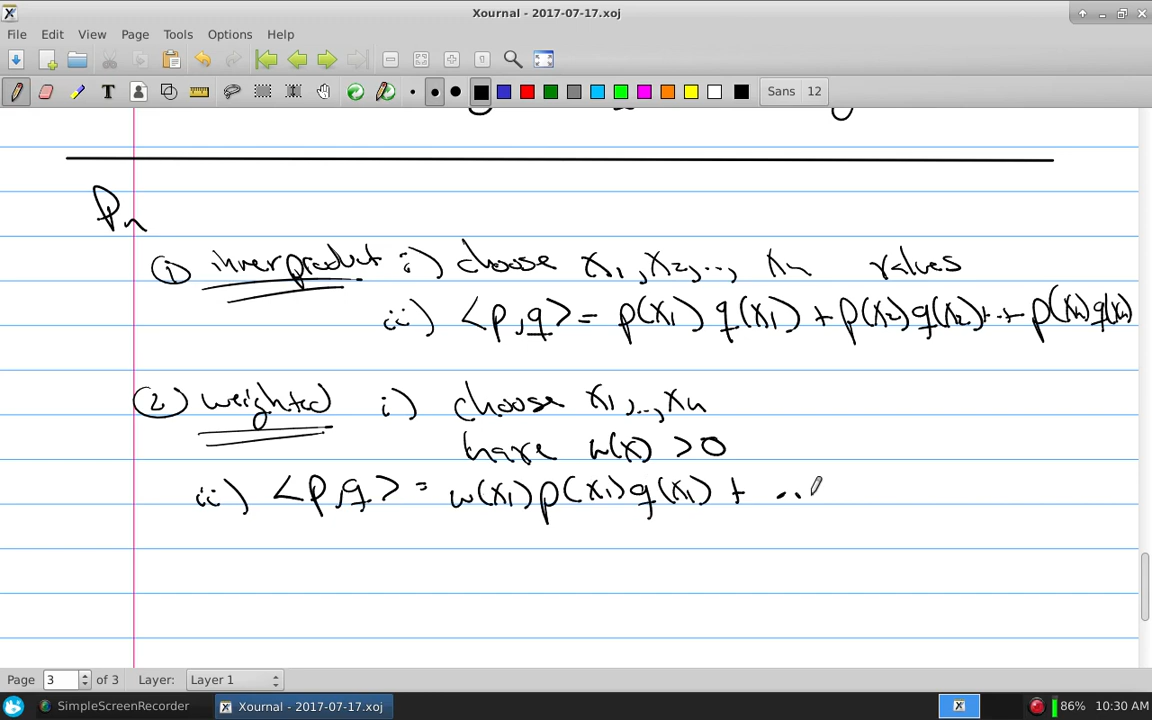 Xournal - 2017-07-17.xoj
File Edit View Page Tools Options Help
Sans 12
Pn
① inner product i) choose x1, x2, ..., xn values
ii) <p, q> = p(x1) q(x1) + p(x2) q(x2) + .. + p(xn) q(xn)
② weighted i) choose x1, .., xn
have w(x) > 0
ii) <p, q> = w(x1) p(x1) q(x1) + ..
Page 3 of 3 Layer: Layer 1
SimpleScreenRecorder Xournal - 2017-07-17.xoj 86% 10:30 AM